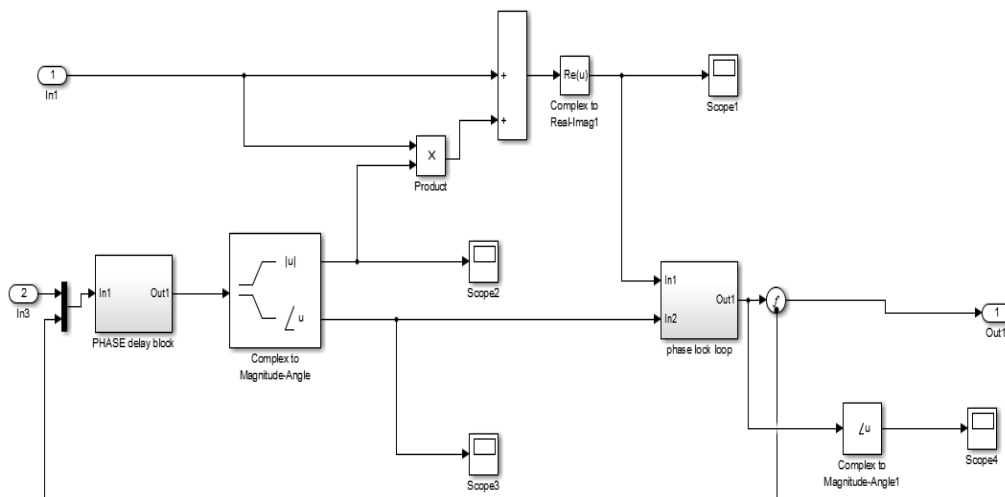 1
In1
+
+
Re(u)
Complex to
Real-Imag1
Scope1
×
Product
2
In3
In1
Out1
PHASE delay block
|u|
∠u
Complex to
Magnitude-Angle
Scope2
In1
In2
Out1
phase lock loop
1
Out1
Scope3
∠u
Complex to
Magnitude-Angle1
Scope4